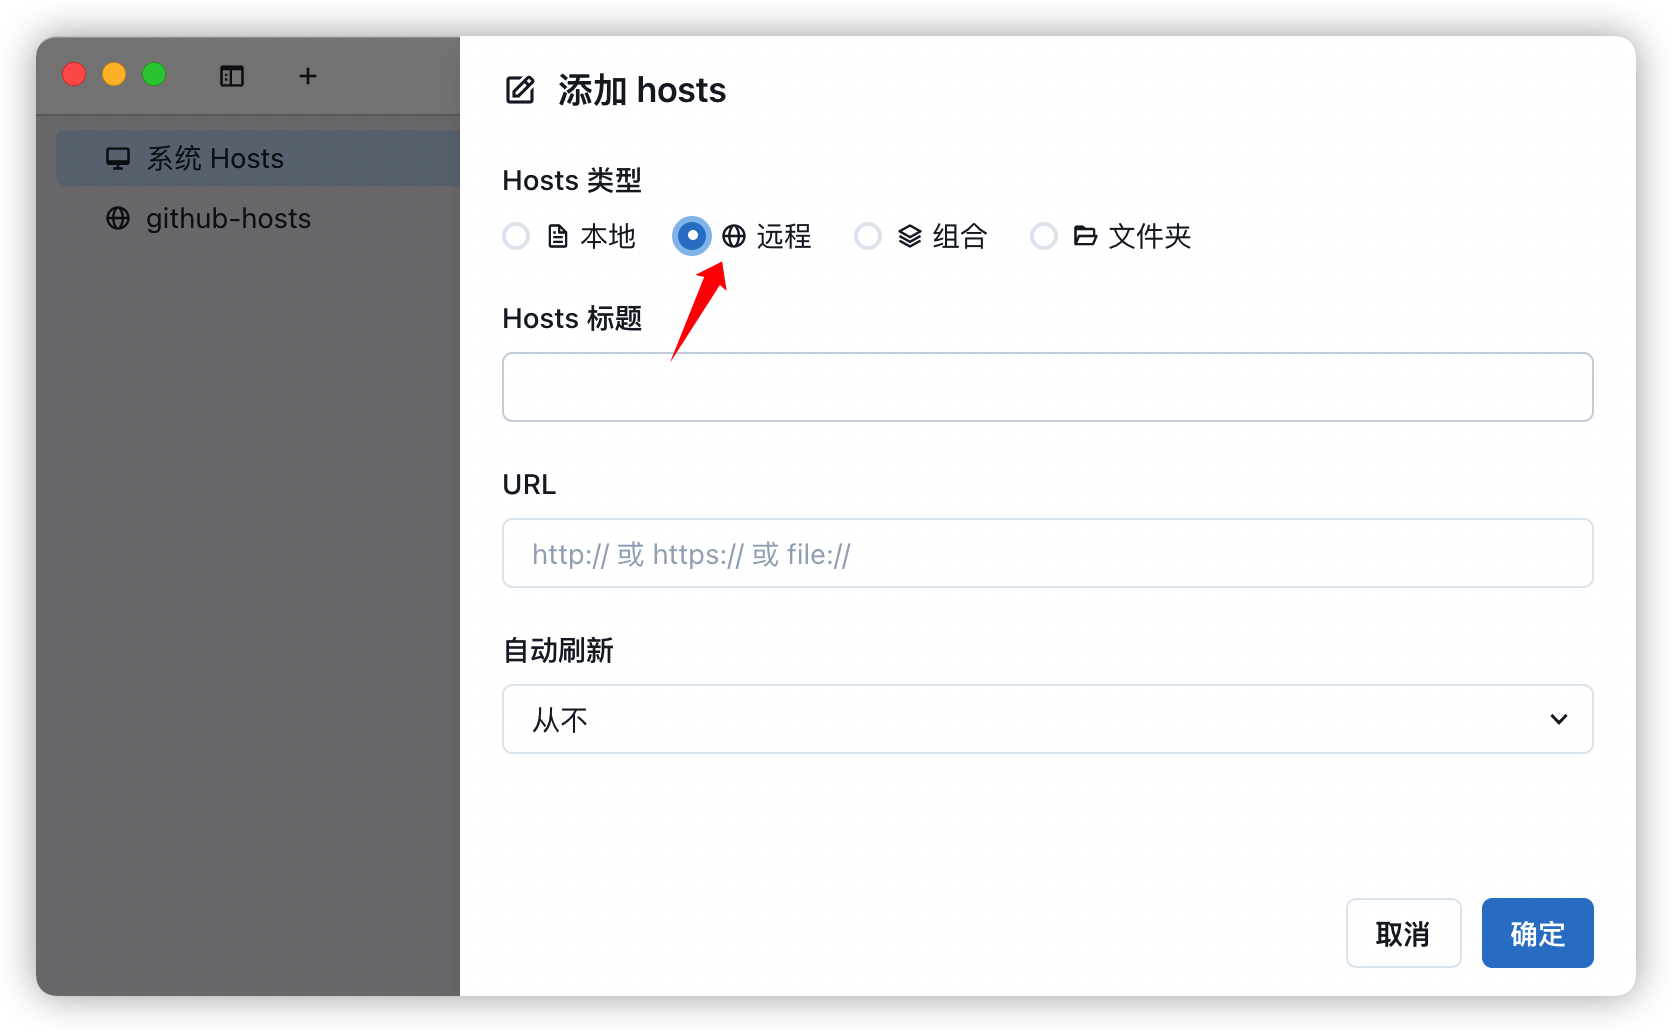 系统 Hosts
github-hosts
添加 hosts
Hosts 类型
本地 远程 组合 文件夹
Hosts 标题
URL
http:// 或 https:// 或 file://
自动刷新
从不
取消 确定